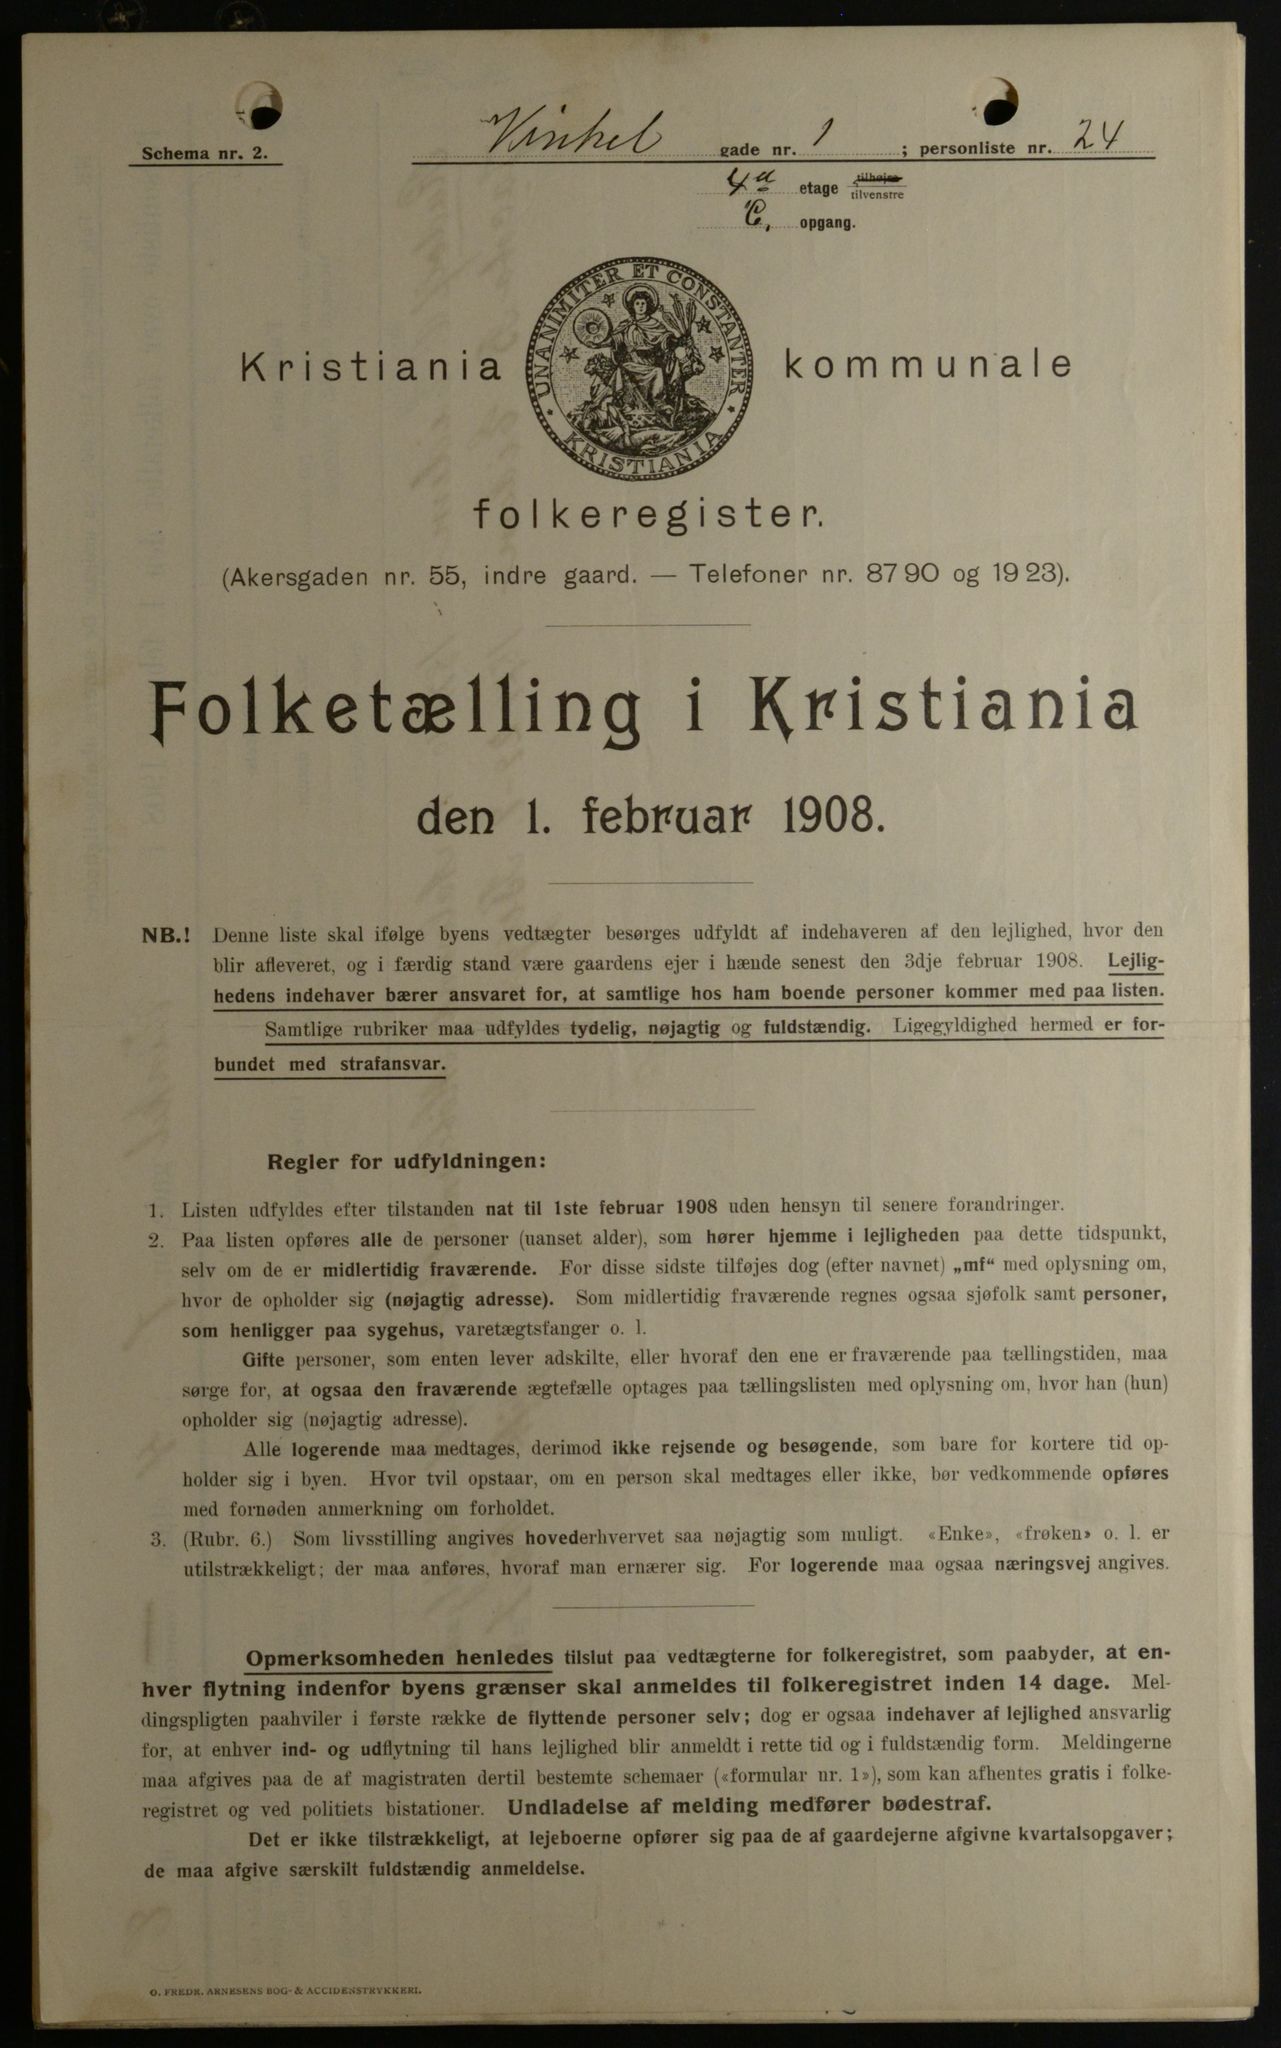 Schema nr. 2.
Vinkel gade nr. 1 ; personliste nr. 24
4d etage tilhøjre tilvenstre
C, opgang.
UNANIMITER ET CONSTANTER
KRISTIANIA
Kristiania kommunale
folkeregister.
(Akersgaden nr. 55, indre gaard. — Telefoner nr. 8790 og 1923).
Folketælling i Kristiania
den 1. februar 1908.
NB.! Denne liste skal ifølge byens vedtægter besørges udfyldt af indehaveren af den lejlighed, hvor den
blir afleveret, og i færdig stand være gaardens ejer i hænde senest den 3dje februar 1908. Lejlig-
hedens indehaver bærer ansvaret for, at samtlige hos ham boende personer kommer med paa listen.
Samtlige rubriker maa udfyldes tydelig, nøjagtig og fuldstændig. Ligegyldighed hermed er for-
bundet med strafansvar.
Regler for udfyldningen:
1. Listen udfyldes efter tilstanden nat til 1ste februar 1908 uden hensyn til senere forandringer.
2. Paa listen opføres alle de personer (uanset alder), som hører hjemme i lejligheden paa dette tidspunkt,
selv om de er midlertidig fraværende. For disse sidste tilføjes dog (efter navnet) „mf“ med oplysning om,
hvor de opholder sig (nøjagtig adresse). Som midlertidig fraværende regnes ogsaa sjøfolk samt personer,
som henligger paa sygehus, varetægtsfanger o. l.
Gifte personer, som enten lever adskilte, eller hvoraf den ene er fraværende paa tællingstiden, maa
sørge for, at ogsaa den fraværende ægtefælle optages paa tællingslisten med oplysning om, hvor han (hun)
opholder sig (nøjagtig adresse).
Alle logerende maa medtages, derimod ikke rejsende og besøgende, som bare for kortere tid op-
holder sig i byen. Hvor tvil opstaar, om en person skal medtages eller ikke, bør vedkommende opføres
med fornøden anmerkning om forholdet.
3. (Rubr. 6.) Som livsstilling angives hovederhvervet saa nøjagtig som muligt. «Enke», «frøken» o. l. er
utilstrækkeligt; der maa anføres, hvoraf man ernærer sig. For logerende maa ogsaa næringsvej angives.
Opmerksomheden henledes tilslut paa vedtægterne for folkeregistret, som paabyder, at en-
hver flytning indenfor byens grænser skal anmeldes til folkeregistret inden 14 dage. Mel-
dingspligten paahviler i første række de flyttende personer selv; dog er ogsaa indehaver af lejlighed ansvarlig
for, at enhver ind- og udflytning til hans lejlighed blir anmeldt i rette tid og i fuldstændig form. Meldingerne
maa afgives paa de af magistraten dertil bestemte schemaer («formular nr. 1»), som kan afhentes gratis i folke-
registret og ved politiets bistationer. Undladelse af melding medfører bødestraf.
Det er ikke tilstrækkeligt, at lejeboerne opfører sig paa de af gaardejerne afgivne kvartalsopgaver;
de maa afgive særskilt fuldstændig anmeldelse.
O. FREDR. ARNESENS BOG- & ACCIDENSTRYKKERI.